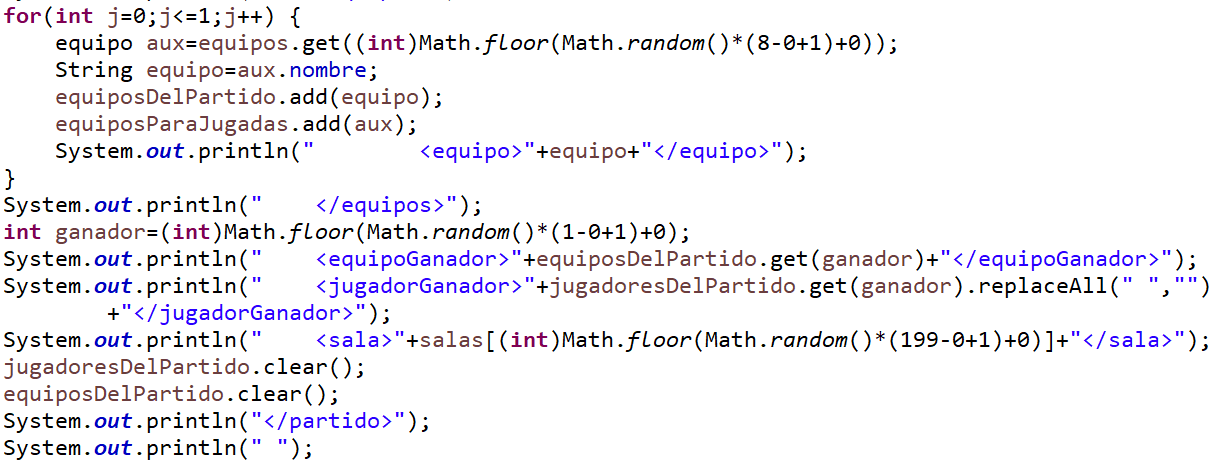 for(int j=0;j<=1;j++) {
    equipo aux=equipos.get((int)Math.floor(Math.random()*(8-0+1)+0));
    String equipo=aux.nombre;
    equiposDelPartido.add(equipo);
    equiposParaJugadas.add(aux);
    System.out.println("        <equipo>"+equipo+"</equipo>");
}
System.out.println("    </equipos>");
int ganador=(int)Math.floor(Math.random()*(1-0+1)+0);
System.out.println("    <equipoGanador>"+equiposDelPartido.get(ganador)+"</equipoGanador>");
System.out.println("    <jugadorGanador>"+jugadoresDelPartido.get(ganador).replaceAll(" ","")
        +"</jugadorGanador>");
System.out.println("    <sala>"+salas[(int)Math.floor(Math.random()*(199-0+1)+0)]+"</sala>");
jugadoresDelPartido.clear();
equiposDelPartido.clear();
System.out.println("</partido>");
System.out.println(" ");